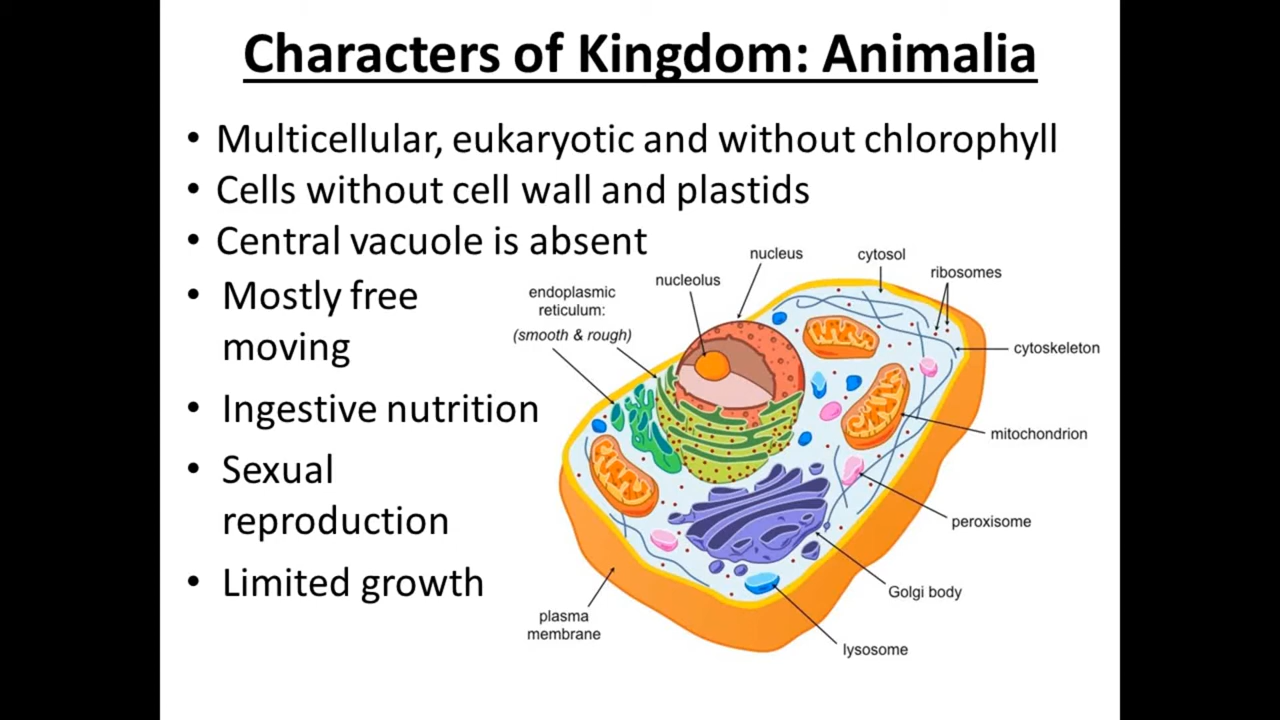 Characters of Kingdom: Animalia
• Multicellular, eukaryotic and without chlorophyll
• Cells without cell wall and plastids
• Central vacuole is absent
• Mostly free
moving
• Ingestive nutrition
• Sexual
reproduction
• Limited growth
nucleus
cytosol
ribosomes
nucleolus
endoplasmic
reticulum:
(smooth & rough)
cytoskeleton
mitochondrion
peroxisome
Golgi body
plasma
membrane
lysosome